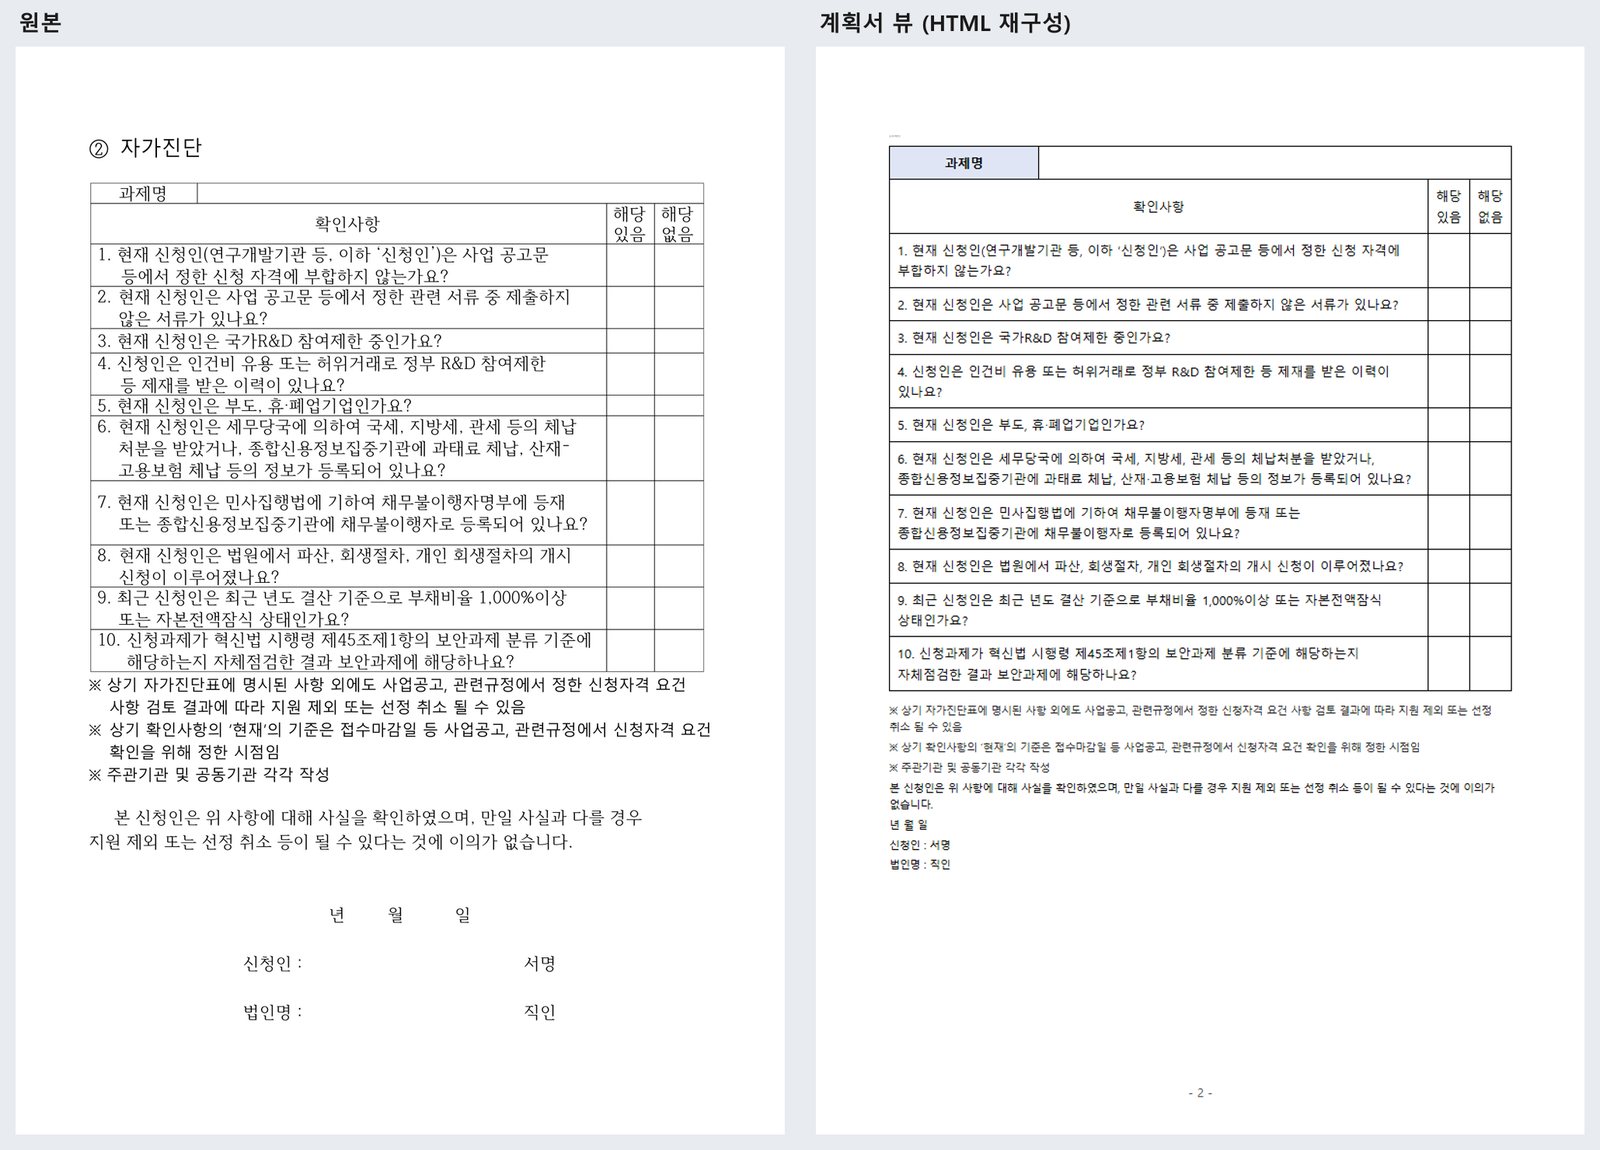 원본
② 자가진단
과제명
확인사항
해당
있음
해당
없음
1. 현재 신청인(연구개발기관 등, 이하 ‘신청인’)은 사업 공고문
등에서 정한 신청 자격에 부합하지 않는가요?
2. 현재 신청인은 사업 공고문 등에서 정한 관련 서류 중 제출하지
않은 서류가 있나요?
3. 현재 신청인은 국가R&D 참여제한 중인가요?
4. 신청인은 인건비 유용 또는 허위거래로 정부 R&D 참여제한
등 제재를 받은 이력이 있나요?
5. 현재 신청인은 부도, 휴·폐업기업인가요?
6. 현재 신청인은 세무당국에 의하여 국세, 지방세, 관세 등의 체납
처분을 받았거나, 종합신용정보집중기관에 과태료 체납, 산재-
고용보험 체납 등의 정보가 등록되어 있나요?
7. 현재 신청인은 민사집행법에 기하여 채무불이행자명부에 등재
또는 종합신용정보집중기관에 채무불이행자로 등록되어 있나요?
8. 현재 신청인은 법원에서 파산, 회생절차, 개인 회생절차의 개시
신청이 이루어졌나요?
9. 최근 신청인은 최근 년도 결산 기준으로 부채비율 1,000%이상
또는 자본전액잠식 상태인가요?
10. 신청과제가 혁신법 시행령 제45조제1항의 보안과제 분류 기준에
해당하는지 자체점검한 결과 보안과제에 해당하나요?
※ 상기 자가진단표에 명시된 사항 외에도 사업공고, 관련규정에서 정한 신청자격 요건
사항 검토 결과에 따라 지원 제외 또는 선정 취소 될 수 있음
※ 상기 확인사항의 ‘현재’의 기준은 접수마감일 등 사업공고, 관련규정에서 신청자격 요건
확인을 위해 정한 시점임
※ 주관기관 및 공동기관 각각 작성
본 신청인은 위 사항에 대해 사실을 확인하였으며, 만일 사실과 다를 경우
지원 제외 또는 선정 취소 등이 될 수 있다는 것에 이의가 없습니다.
년 월 일
신청인 : 서명
법인명 : 직인
계획서 뷰 (HTML 재구성)
과제명
확인사항
해당
있음
해당
없음
1. 현재 신청인(연구개발기관 등, 이하 ‘신청인’)은 사업 공고문 등에서 정한 신청 자격에
부합하지 않는가요?
2. 현재 신청인은 사업 공고문 등에서 정한 관련 서류 중 제출하지 않은 서류가 있나요?
3. 현재 신청인은 국가R&D 참여제한 중인가요?
4. 신청인은 인건비 유용 또는 허위거래로 정부 R&D 참여제한 등 제재를 받은 이력이
있나요?
5. 현재 신청인은 부도, 휴·폐업기업인가요?
6. 현재 신청인은 세무당국에 의하여 국세, 지방세, 관세 등의 체납처분을 받았거나,
종합신용정보집중기관에 과태료 체납, 산재·고용보험 체납 등의 정보가 등록되어 있나요?
7. 현재 신청인은 민사집행법에 기하여 채무불이행자명부에 등재 또는
종합신용정보집중기관에 채무불이행자로 등록되어 있나요?
8. 현재 신청인은 법원에서 파산, 회생절차, 개인 회생절차의 개시 신청이 이루어졌나요?
9. 최근 신청인은 최근 년도 결산 기준으로 부채비율 1,000%이상 또는 자본전액잠식
상태인가요?
10. 신청과제가 혁신법 시행령 제45조제1항의 보안과제 분류 기준에 해당하는지
자체점검한 결과 보안과제에 해당하나요?
※ 상기 자가진단표에 명시된 사항 외에도 사업공고, 관련규정에서 정한 신청자격 요건 사항 검토 결과에 따라 지원 제외 또는 선정
취소 될 수 있음
※ 상기 확인사항의 ‘현재’의 기준은 접수마감일 등 사업공고, 관련규정에서 신청자격 요건 확인을 위해 정한 시점임
※ 주관기관 및 공동기관 각각 작성
본 신청인은 위 사항에 대해 사실을 확인하였으며, 만일 사실과 다를 경우 지원 제외 또는 선정 취소 등이 될 수 있다는 것에 이의가
없습니다.
년 월 일
신청인 : 서명
법인명 : 직인
- 2 -